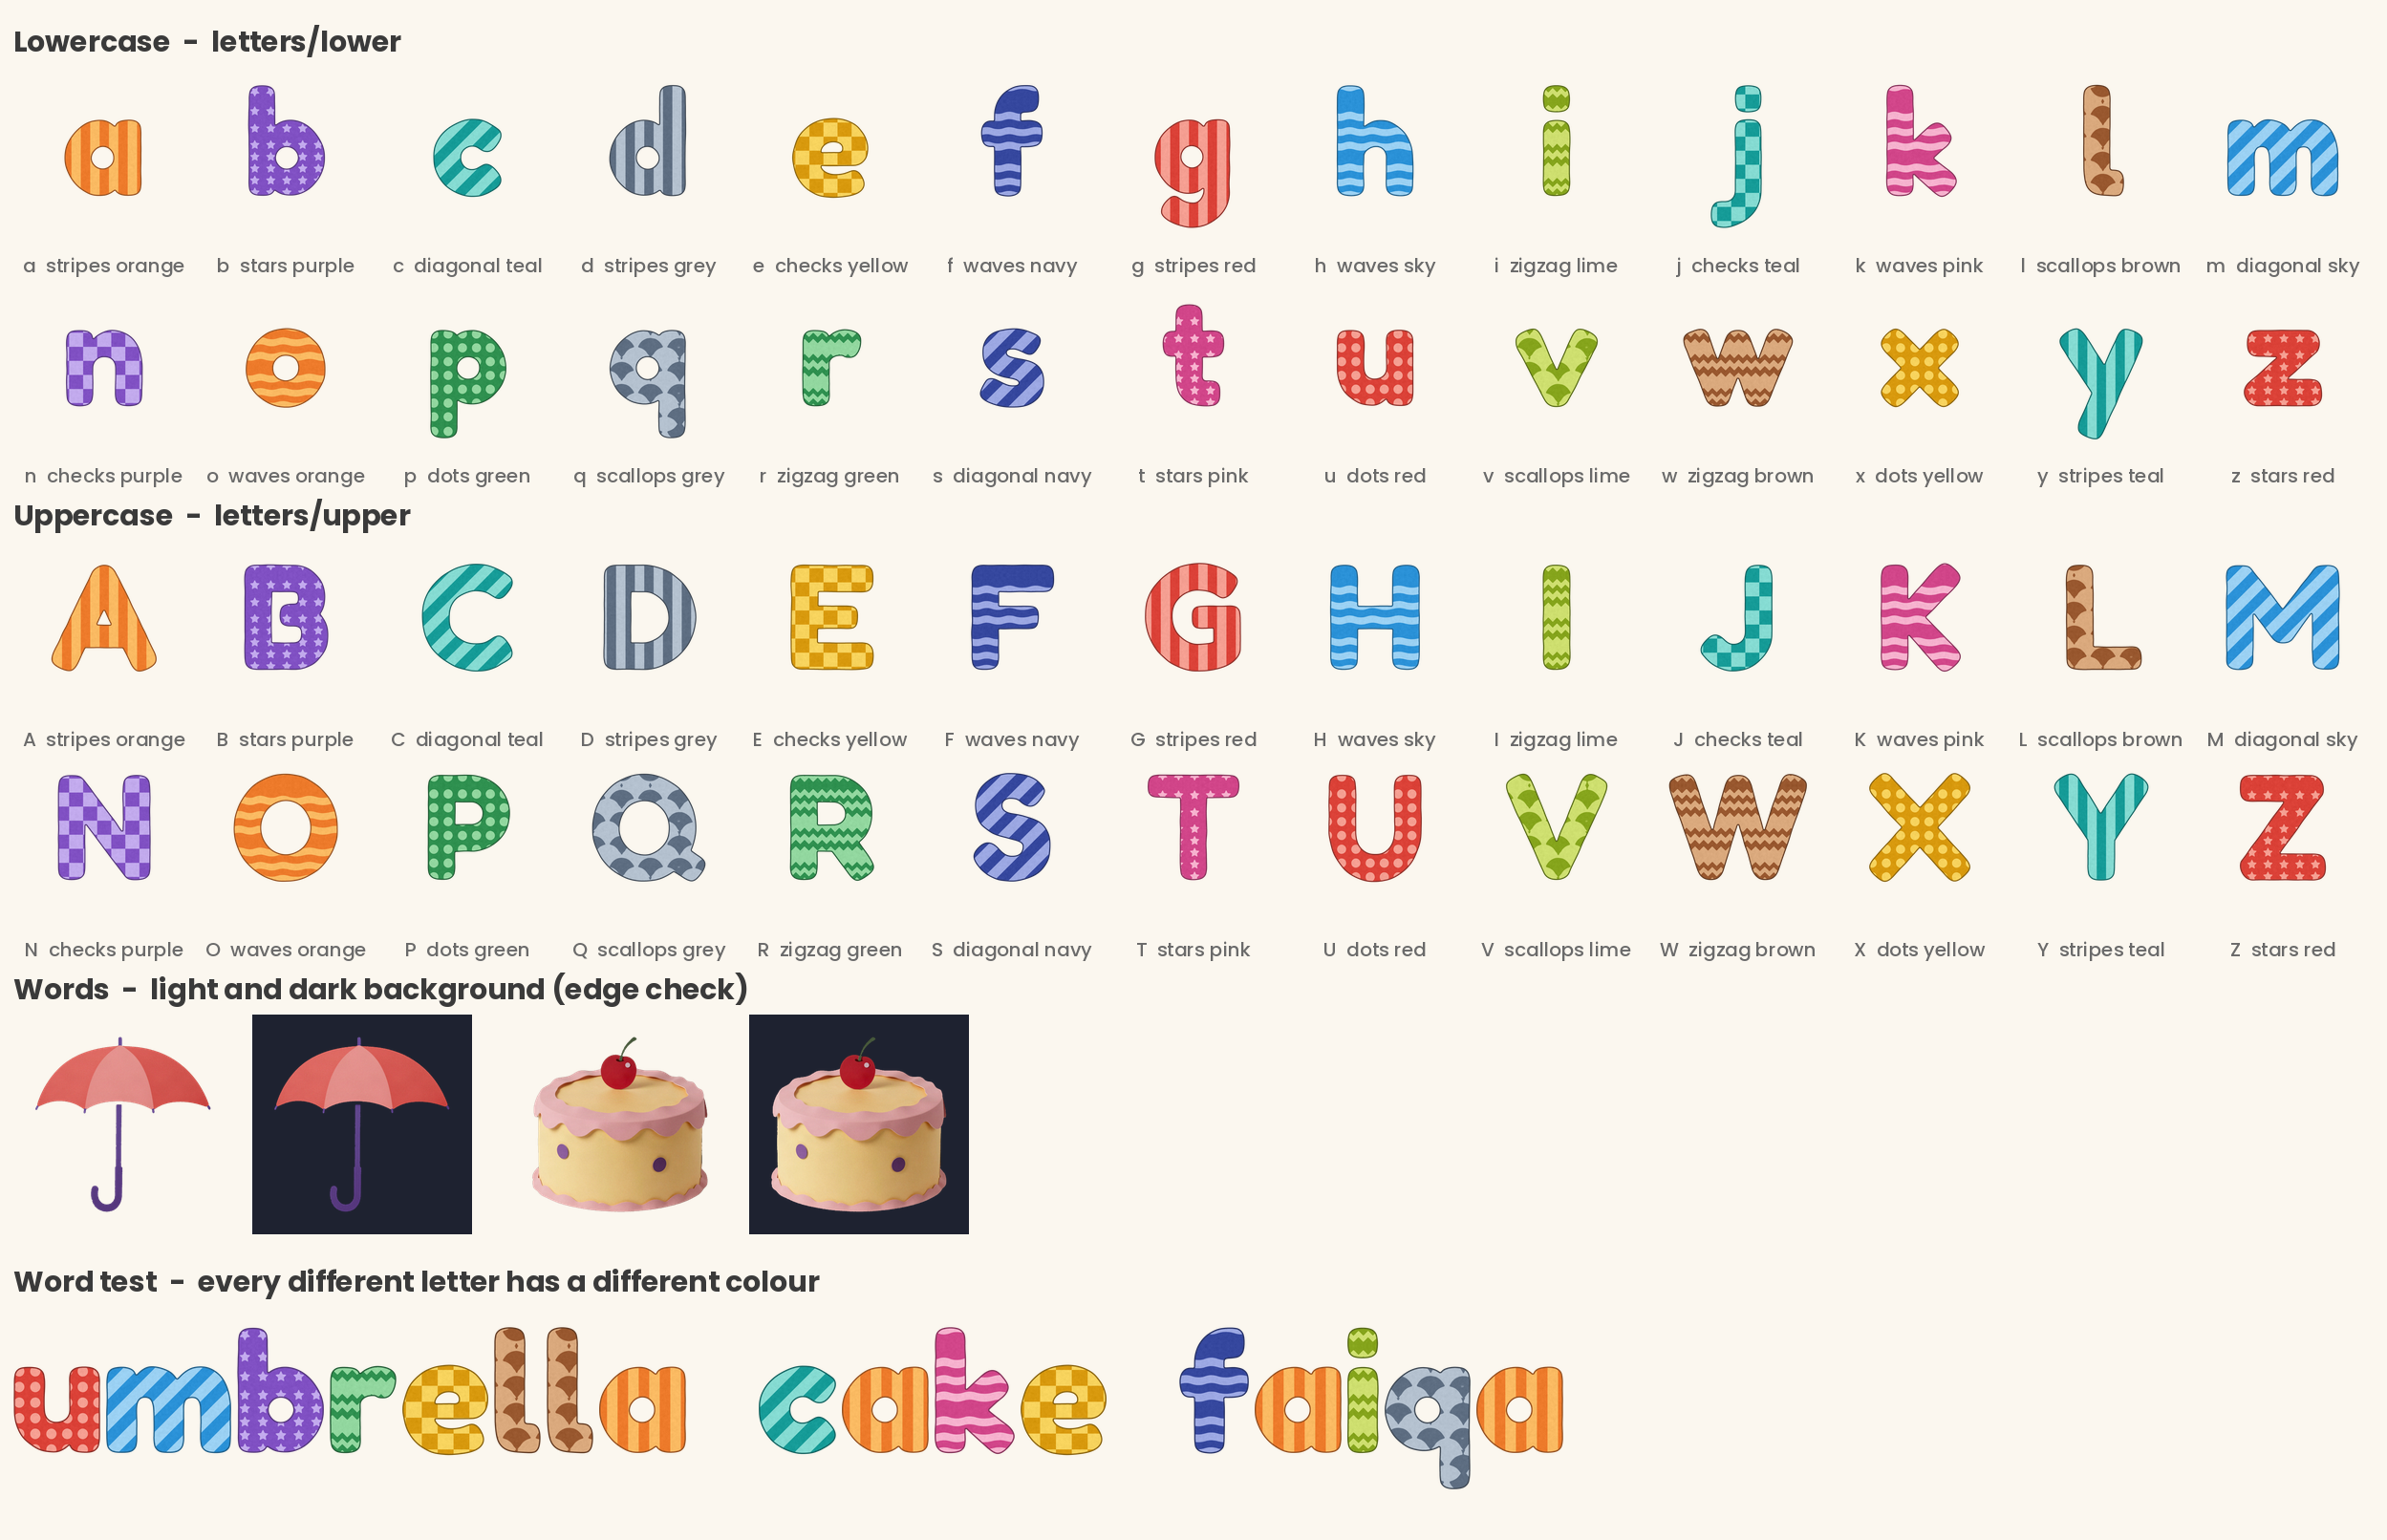 Lowercase - letters/lower
a b c d e f g h i j k l m
a stripes orange b stars purple c diagonal teal d stripes grey e checks yellow f waves navy g stripes red h waves sky i zigzag lime j checks teal k waves pink l scallops brown m diagonal sky
n o p q r s t u v w x y z
n checks purple o waves orange p dots green q scallops grey r zigzag green s diagonal navy t stars pink u dots red v scallops lime w zigzag brown x dots yellow y stripes teal z stars red
Uppercase - letters/upper
A B C D E F G H I J K L M
A stripes orange B stars purple C diagonal teal D stripes grey E checks yellow F waves navy G stripes red H waves sky I zigzag lime J checks teal K waves pink L scallops brown M diagonal sky
N O P Q R S T U V W X Y Z
N checks purple O waves orange P dots green Q scallops grey R zigzag green S diagonal navy T stars pink U dots red V scallops lime W zigzag brown X dots yellow Y stripes teal Z stars red
Words - light and dark background (edge check)
Word test - every different letter has a different colour
umbrella cake faiqa